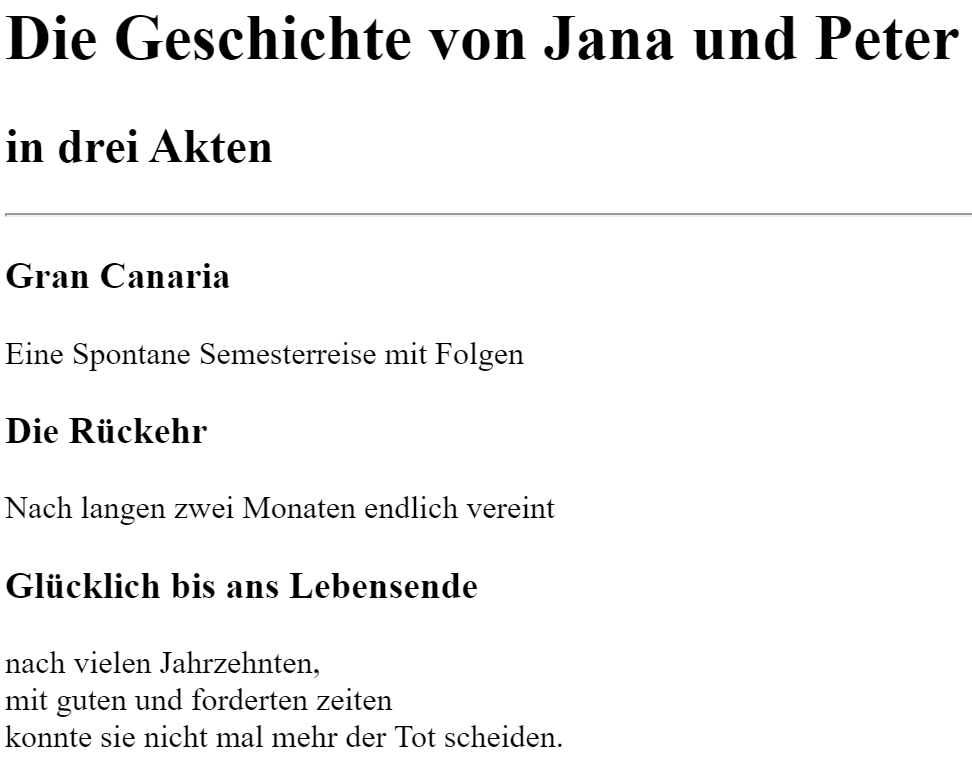 Die Geschichte von Jana und Peter
in drei Akten
Gran Canaria
Eine Spontane Semesterreise mit Folgen
Die Rückehr
Nach langen zwei Monaten endlich vereint
Glücklich bis ans Lebensende
nach vielen Jahrzehnten,
mit guten und forderten zeiten
konnte sie nicht mal mehr der Tot scheiden.